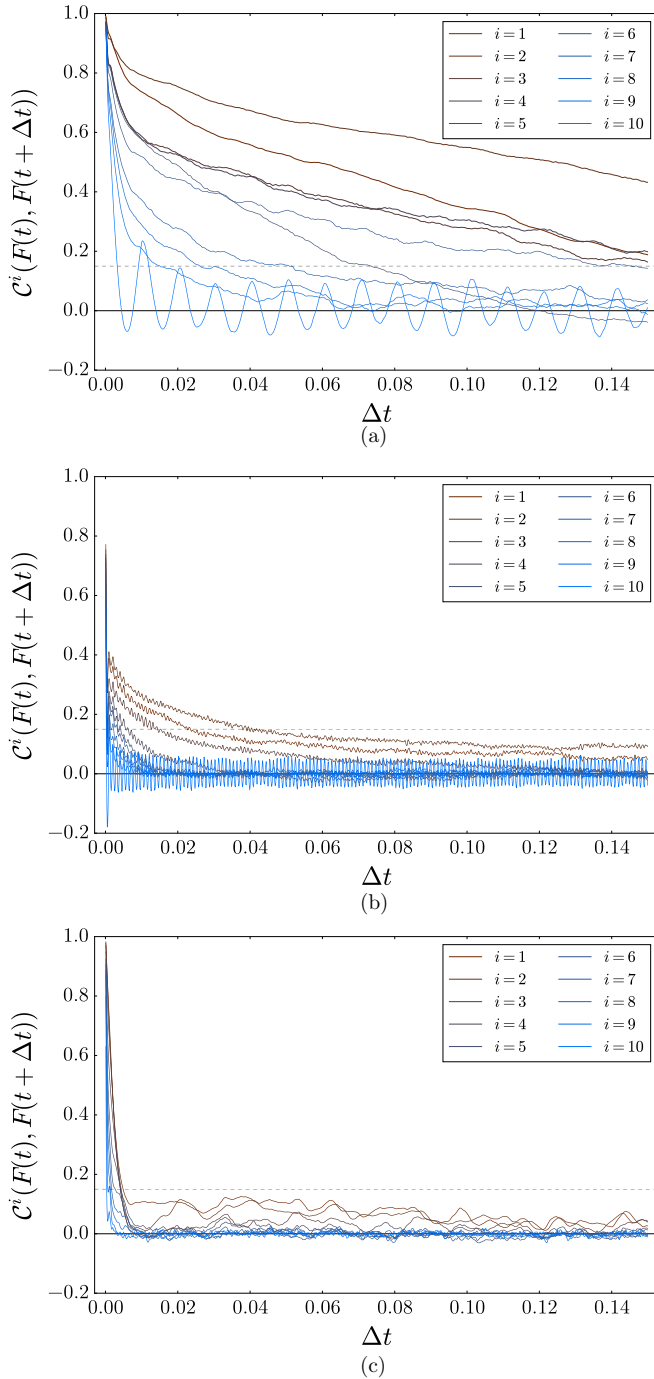 1.0
0.8
0.6
0.4
0.2
0.0
−0.2
𝒞ⁱ(F(t), F(t + Δt))
i = 1
i = 2
i = 3
i = 4
i = 5
i = 6
i = 7
i = 8
i = 9
i = 10
0.00 0.02 0.04 0.06 0.08 0.10 0.12 0.14
Δt
(a)
1.0
0.8
0.6
0.4
0.2
0.0
−0.2
𝒞ⁱ(F(t), F(t + Δt))
i = 1
i = 2
i = 3
i = 4
i = 5
i = 6
i = 7
i = 8
i = 9
i = 10
0.00 0.02 0.04 0.06 0.08 0.10 0.12 0.14
Δt
(b)
1.0
0.8
0.6
0.4
0.2
0.0
−0.2
𝒞ⁱ(F(t), F(t + Δt))
i = 1
i = 2
i = 3
i = 4
i = 5
i = 6
i = 7
i = 8
i = 9
i = 10
0.00 0.02 0.04 0.06 0.08 0.10 0.12 0.14
Δt
(c)